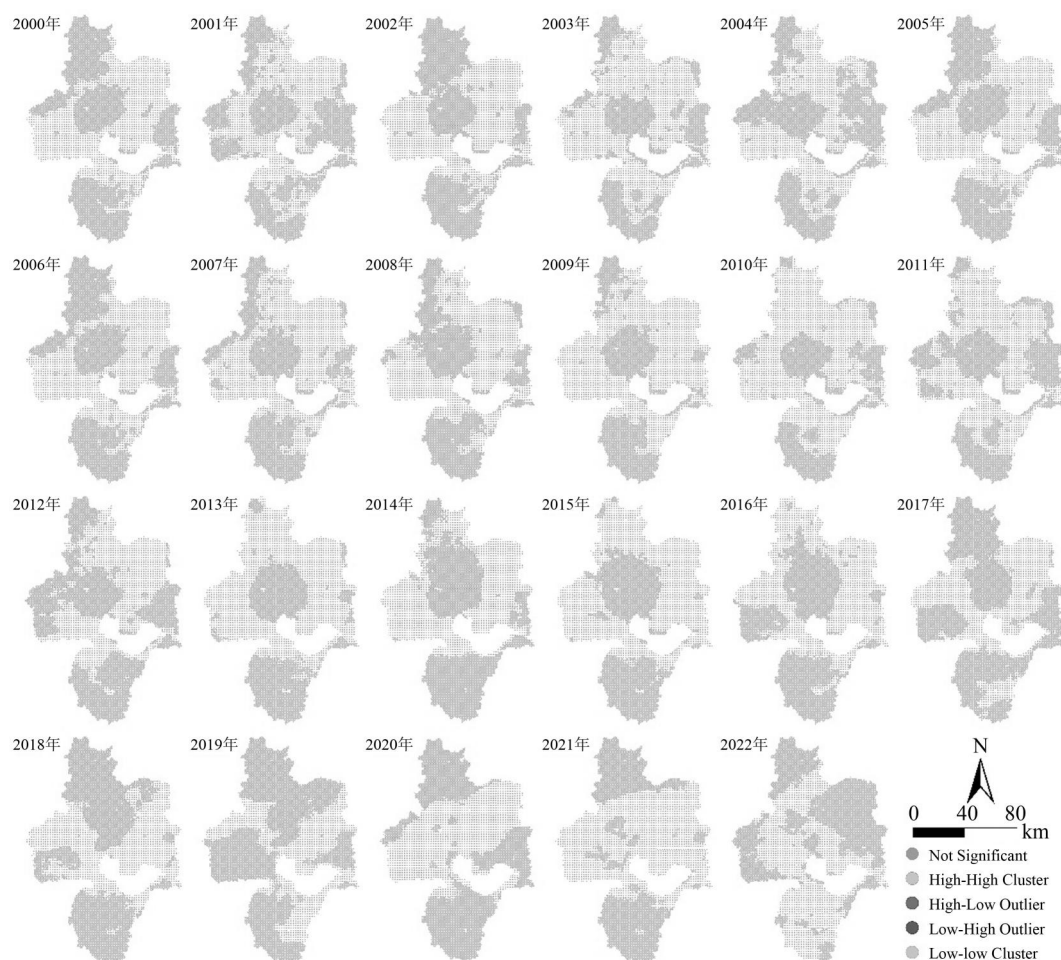 2000年 2001年 2002年 2003年 2004年 2005年
2006年 2007年 2008年 2009年 2010年 2011年
2012年 2013年 2014年 2015年 2016年 2017年
2018年 2019年 2020年 2021年 2022年
N
0 40 80
km
Not Significant
High-High Cluster
High-Low Outlier
Low-High Outlier
Low-low Cluster